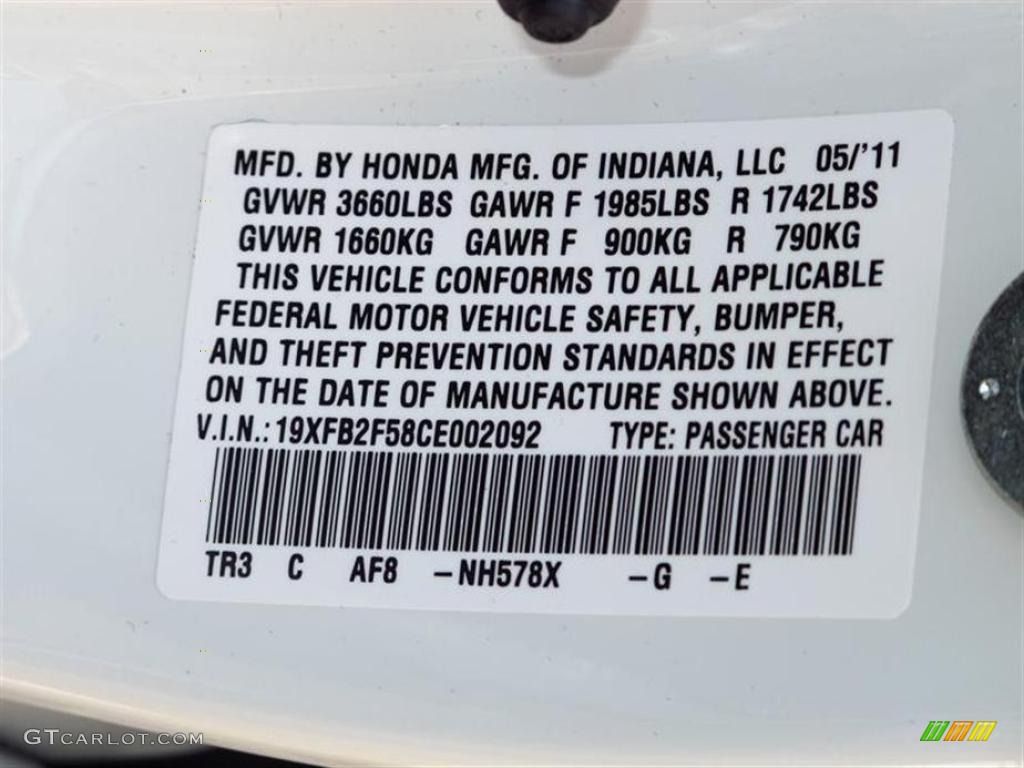 MFD. BY HONDA MFG. OF INDIANA, LLC 05/'11
GVWR 3660LBS GAWR F 1985LBS R 1742LBS
GVWR 1660KG GAWR F 900KG R 790KG
THIS VEHICLE CONFORMS TO ALL APPLICABLE
FEDERAL MOTOR VEHICLE SAFETY, BUMPER,
AND THEFT PREVENTION STANDARDS IN EFFECT
ON THE DATE OF MANUFACTURE SHOWN ABOVE.
V.I.N.: 19XFB2F58CE002092 TYPE: PASSENGER CAR
TR3 C AF8 -NH578X -G -E
GTCARLOT.COM